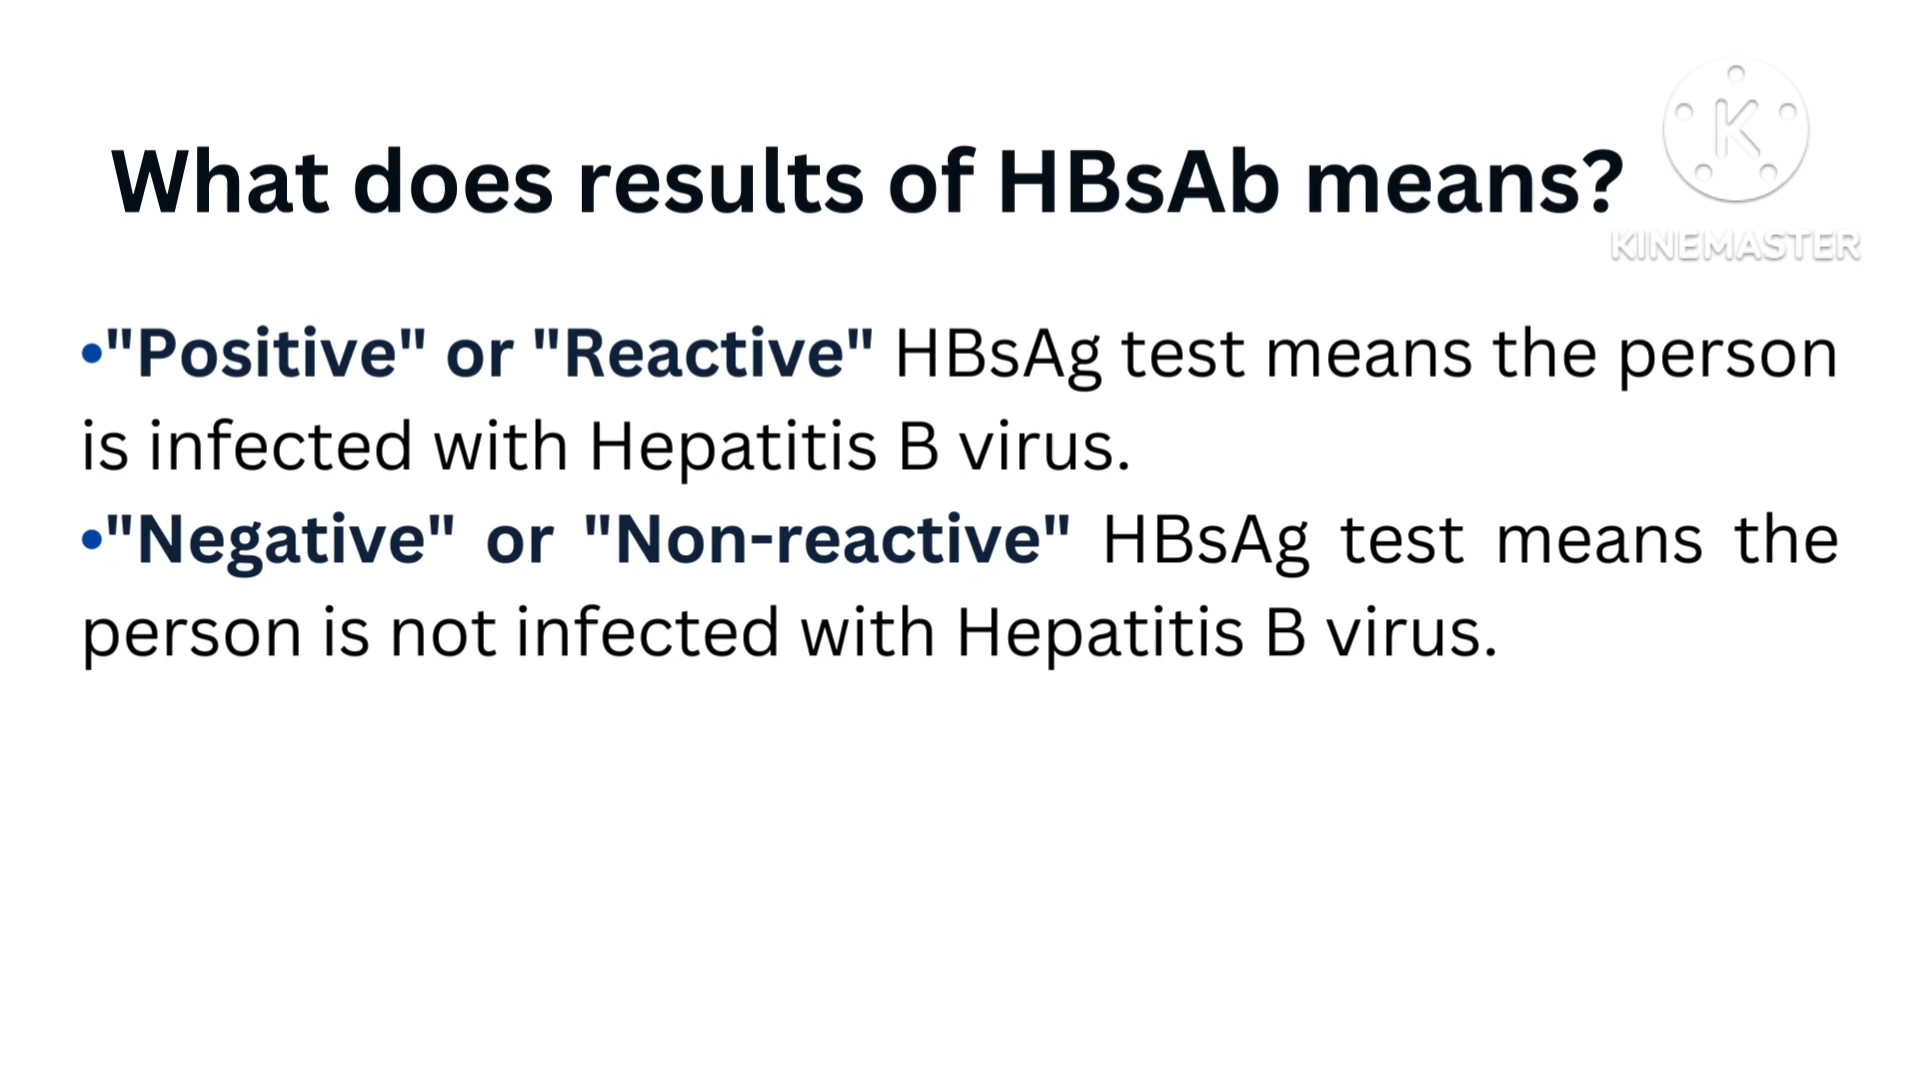 What does results of HBsAb means?
K
KINEMASTER
•"Positive" or "Reactive" HBsAg test means the person
is infected with Hepatitis B virus.
•"Negative" or "Non-reactive" HBsAg test means the
person is not infected with Hepatitis B virus.